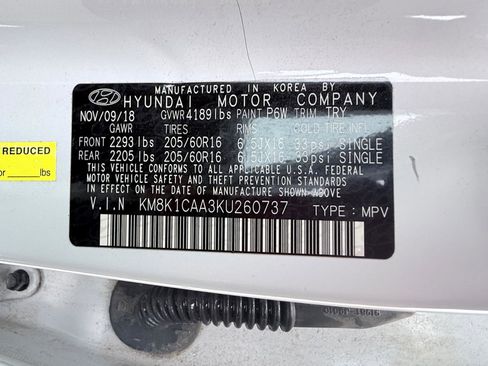 MANUFACTURED IN KOREA BY
HYUNDAI MOTOR COMPANY
NOV/09/18 GVWR 4189lbs PAINT P6W TRIM TRY
GAWR TIRES RIMS COLD TIRE INFL.
FRONT 2293 lbs 205/60R16 6.5JX16 33psi SINGLE
REAR 2205 lbs 205/60R16 6.5JX16 33psi SINGLE
THIS VEHICLE CONFORMS TO ALL APPLICABLE U.S.A. FEDERAL
MOTOR VEHICLE SAFETY, BUMPER, AND THEFT PREVENTION
STANDARDS IN EFFECT ON THE DATE OF MANUFACTURE SHOWN ABOVE
V.I.N KM8K1CAA3KU260737 TYPE : MPV
REDUCED
or lbs